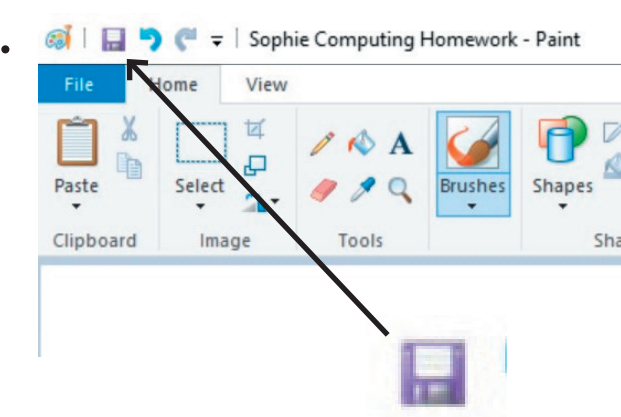 Sophie Computing Homework - Paint
File Home View
A
Paste
Select
Brushes
Shapes
Clipboard
Image
Tools